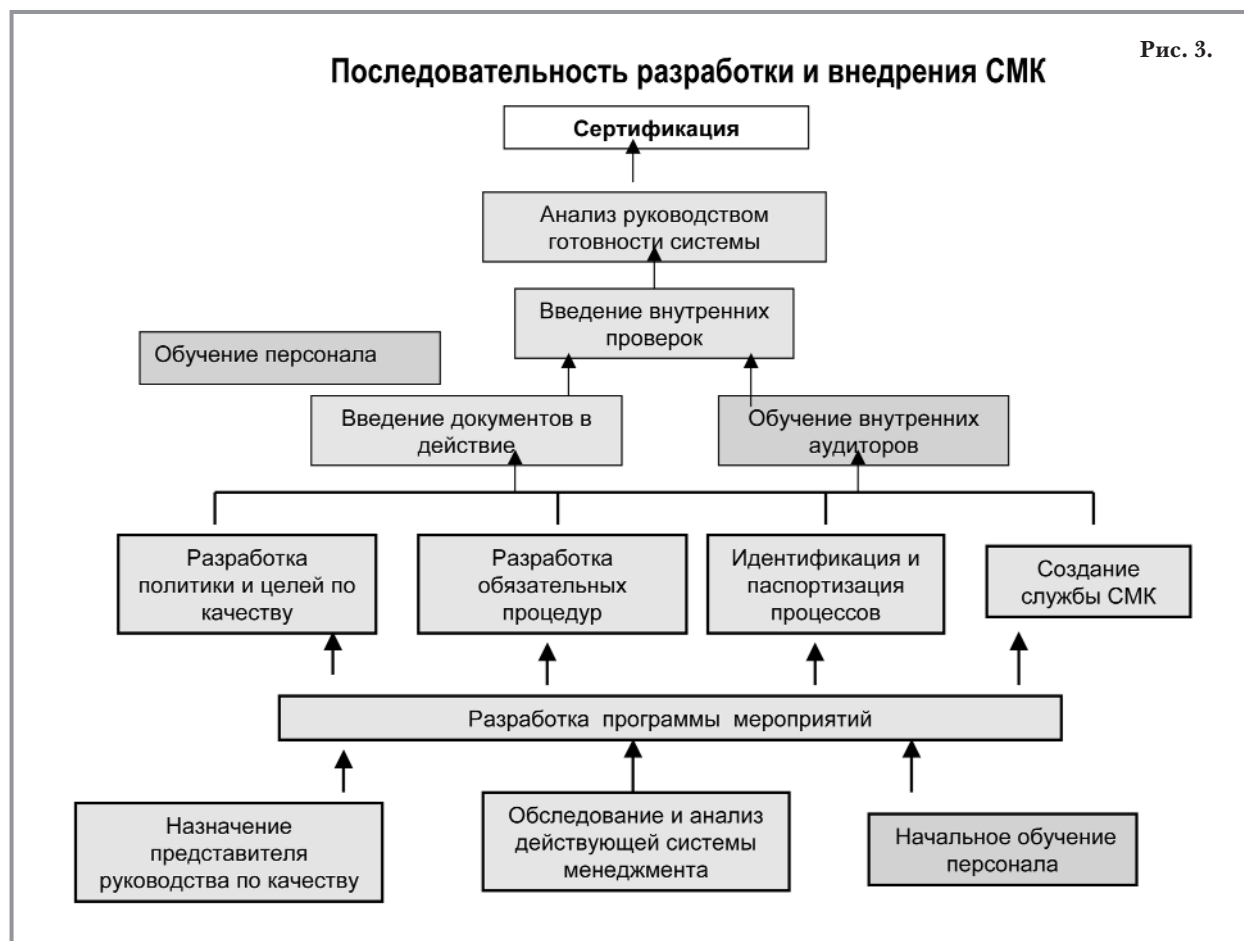 Рис. 3.
Последовательность разработки и внедрения СМК
Сертификация
Анализ руководством
готовности системы
Введение внутренних
проверок
Обучение персонала
Введение документов в
действие
Обучение внутренних
аудиторов
Разработка
политики и целей по
качеству
Разработка
обязательных
процедур
Идентификация и
паспортизация
процессов
Создание
службы СМК
Разработка программы мероприятий
Назначение
представителя
руководства по качеству
Обследование и анализ
действующей системы
менеджмента
Начальное обучение
персонала